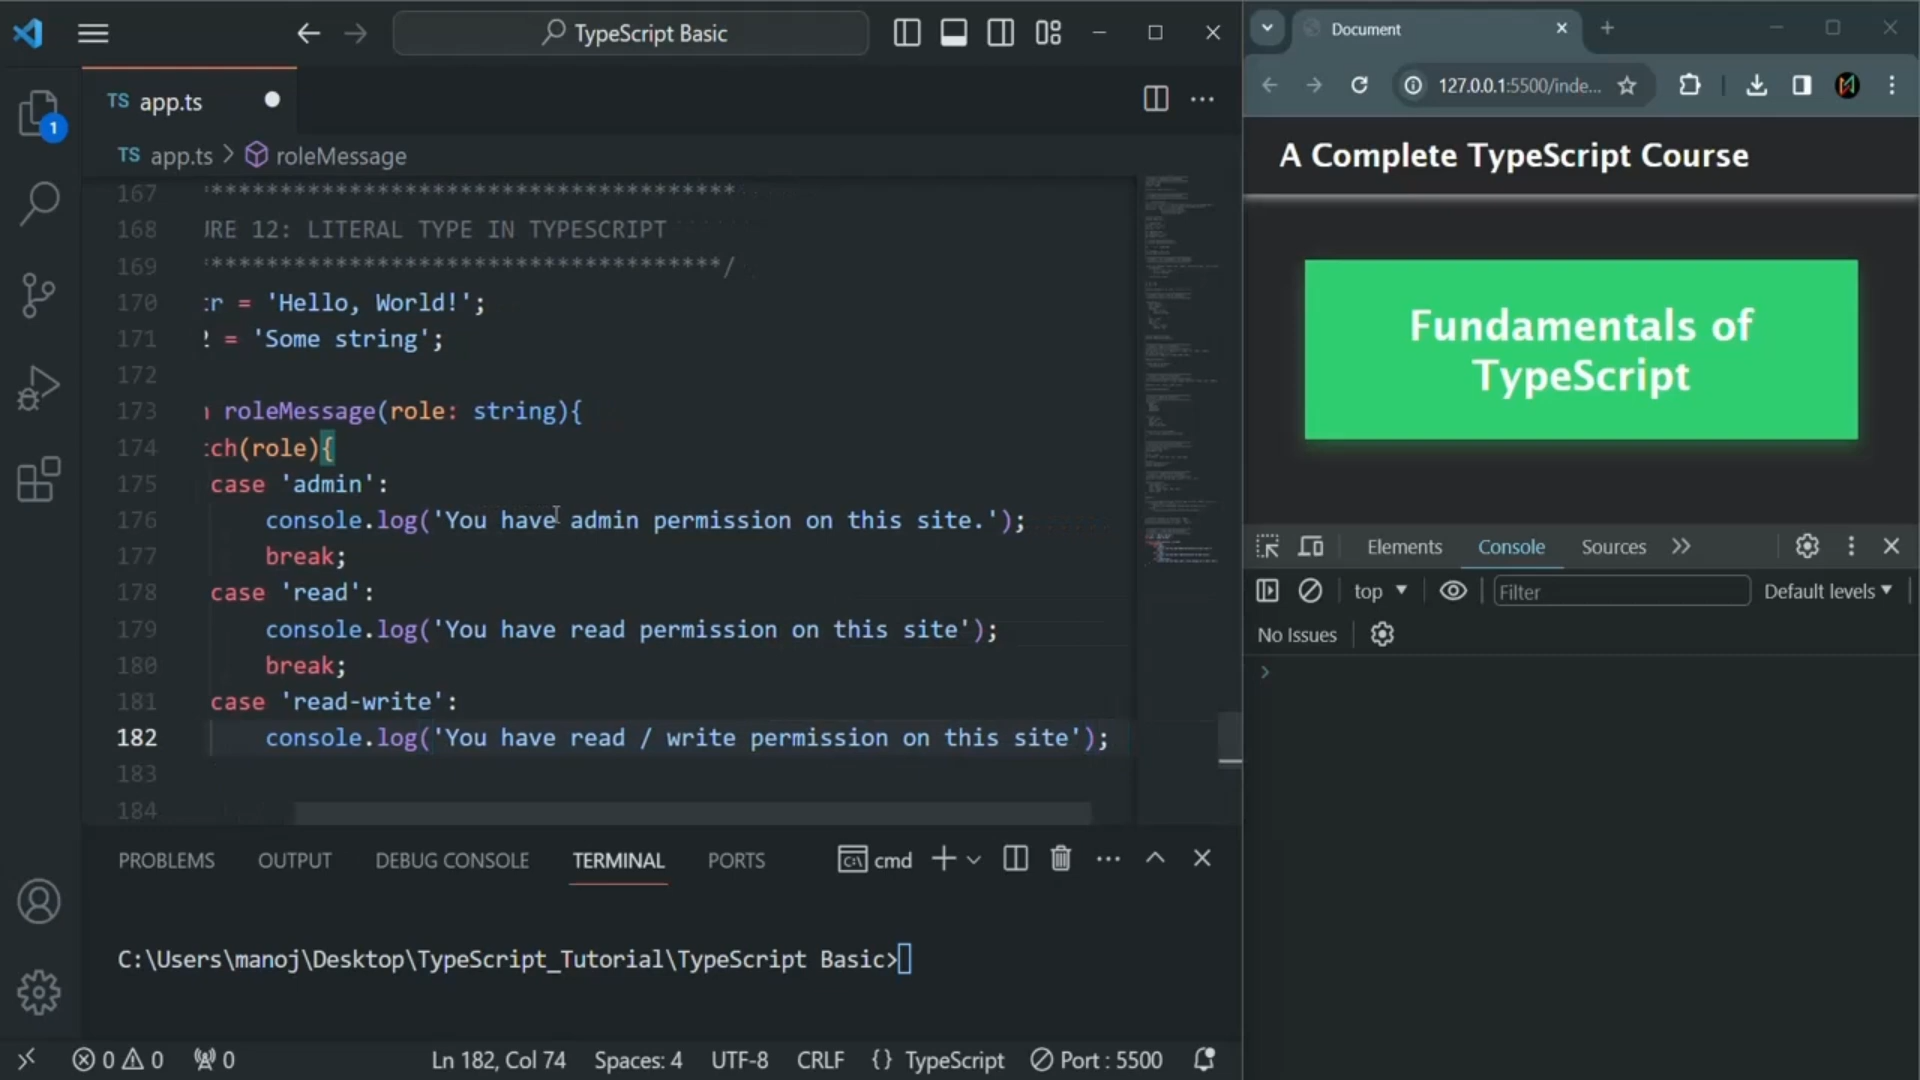 TypeScript Basic
TS app.ts
TS app.ts > roleMessage
167 ***************************************
168 URE 12: LITERAL TYPE IN TYPESCRIPT
169 **************************************/
170 r = 'Hello, World!';
171 2 = 'Some string';
172
173 n roleMessage(role: string){
174 tch(role){
175 case 'admin':
176 console.log('You have admin permission on this site.');
177 break;
178 case 'read':
179 console.log('You have read permission on this site');
180 break;
181 case 'read-write':
182 console.log('You have read / write permission on this site');
183
184
1
PROBLEMS OUTPUT DEBUG CONSOLE TERMINAL PORTS cmd
C:\Users\manoj\Desktop\TypeScript_Tutorial\TypeScript Basic>
0 0 0 Ln 182, Col 74 Spaces: 4 UTF-8 CRLF {} TypeScript Port : 5500
Document
127.0.0.1:5500/inde...
A Complete TypeScript Course
Fundamentals of
TypeScript
Elements Console Sources
top Filter Default levels
No Issues
>